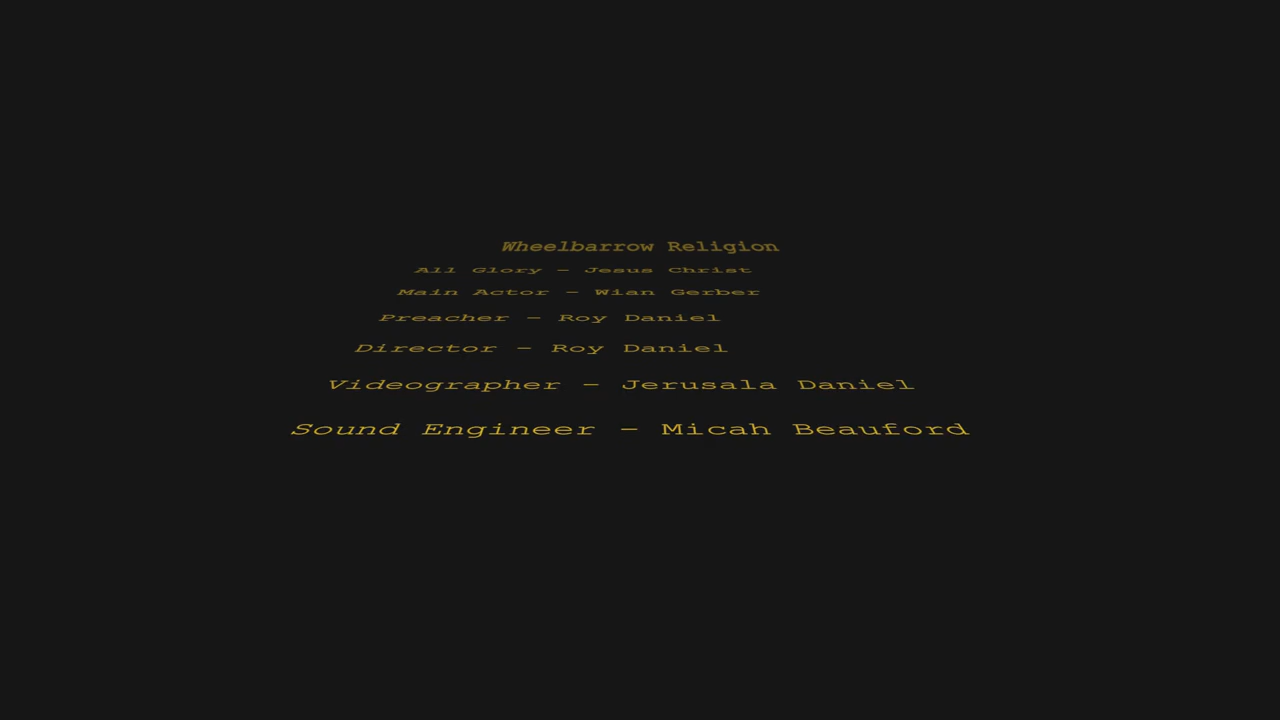 Wheelbarrow Religion
All Glory – Jesus Christ
Main Actor – Wian Gerber
Preacher – Roy Daniel
Director – Roy Daniel
Videographer – Jerusala Daniel
Sound Engineer – Micah Beauford